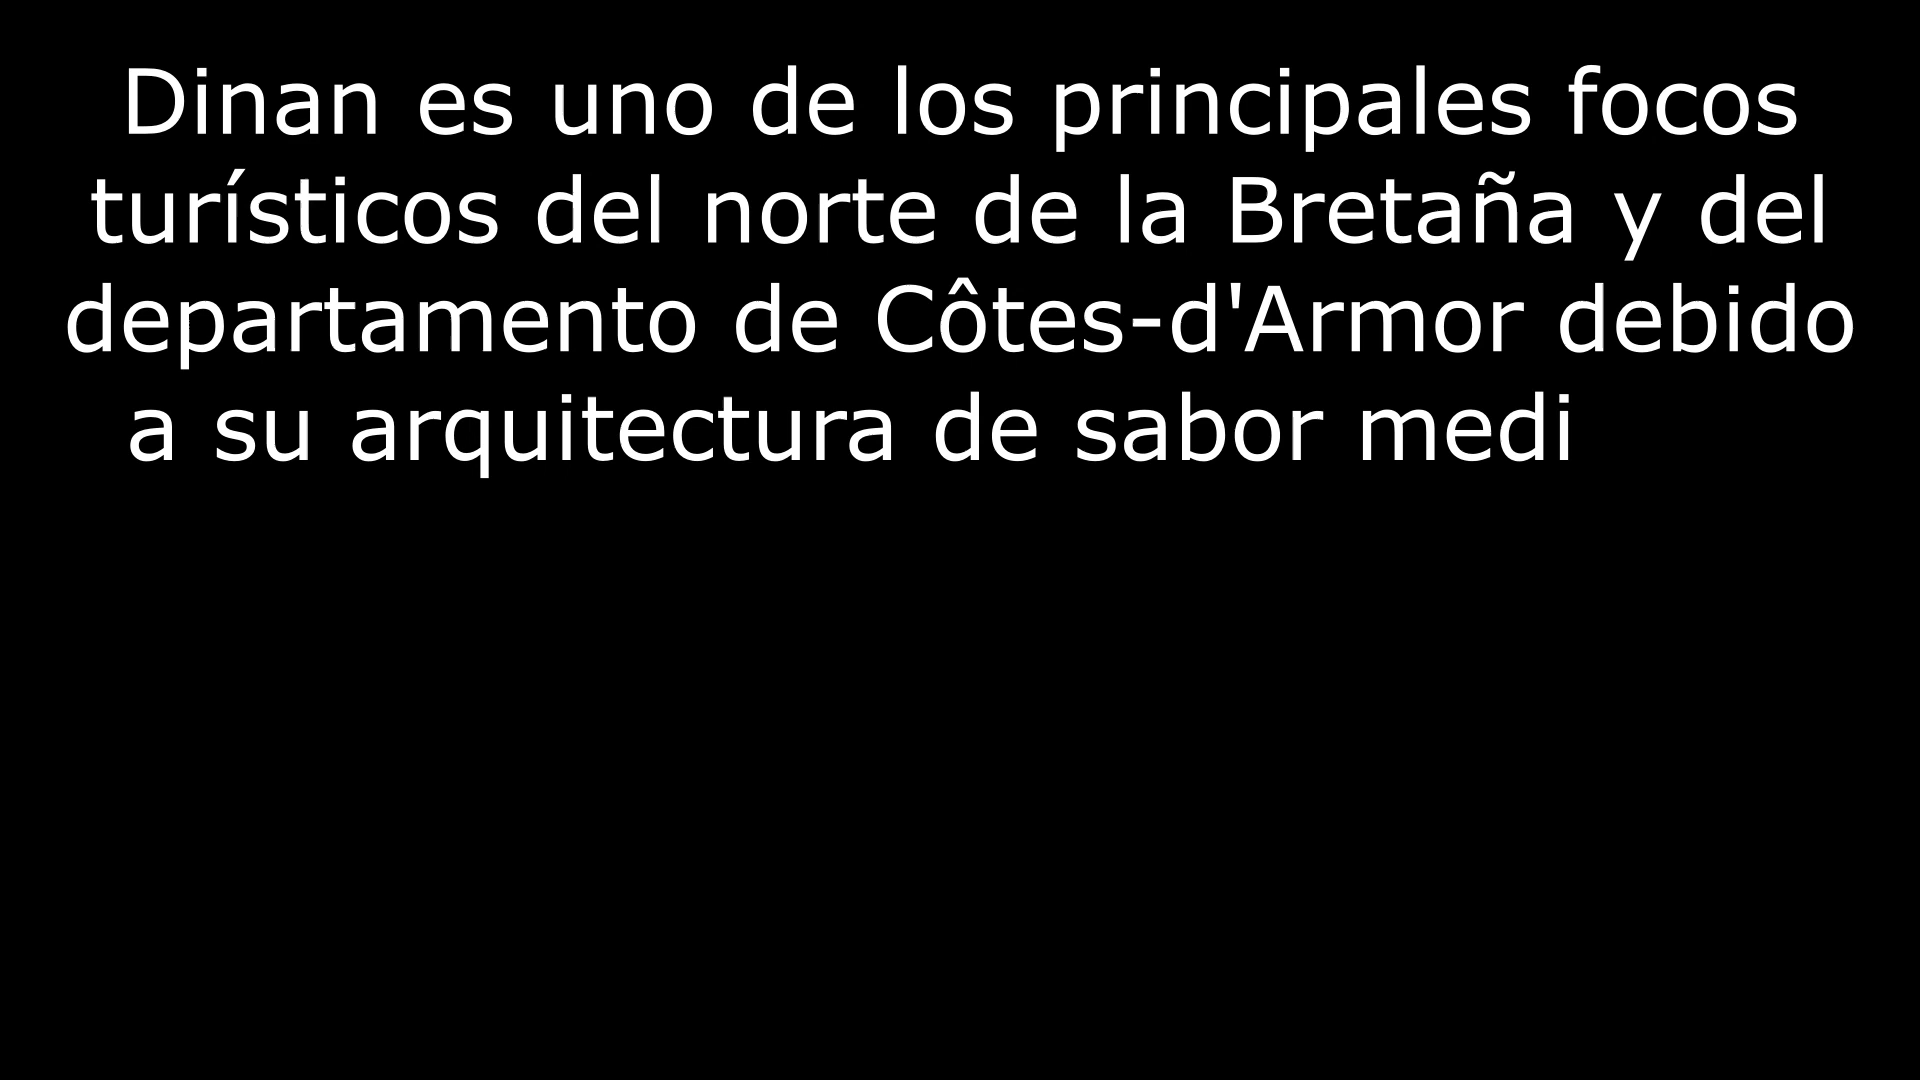 Dinan es uno de los principales focos
turísticos del norte de la Bretaña y del
departamento de Côtes-d'Armor debido
a su arquitectura de sabor medi